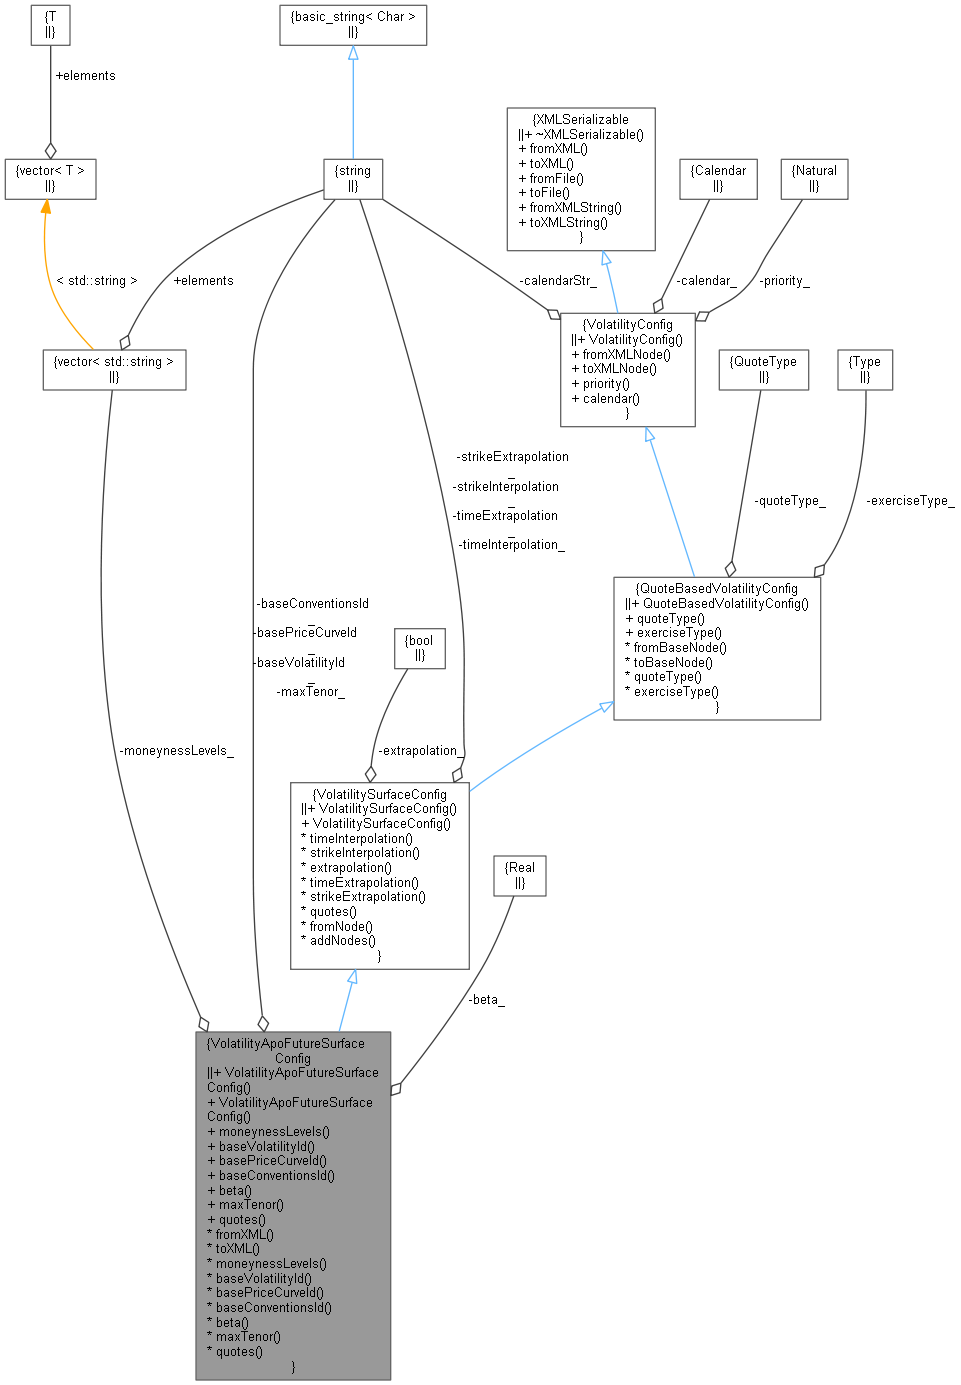 {T
||}
{basic_string< Char >
||}
+elements
{XMLSerializable
||+ ~XMLSerializable()
+ fromXML()
+ toXML()
+ fromFile()
+ toFile()
+ fromXMLString()
+ toXMLString()
}
{vector< T >
||}
{string
||}
{Calendar
||}
{Natural
||}
< std::string >
+elements
-calendarStr_
-calendar_
-priority_
{VolatilityConfig
||+ VolatilityConfig()
+ fromXMLNode()
+ toXMLNode()
+ priority()
+ calendar()
}
{vector< std::string >
||}
{QuoteType
||}
{Type
||}
-strikeExtrapolation
_
-strikeInterpolation
_
-timeExtrapolation
_
-timeInterpolation_
-quoteType_
-exerciseType_
{QuoteBasedVolatilityConfig
||+ QuoteBasedVolatilityConfig()
+ quoteType()
+ exerciseType()
* fromBaseNode()
* toBaseNode()
* quoteType()
* exerciseType()
}
-baseConventionsId
_
-basePriceCurveId
_
-baseVolatilityId
_
-maxTenor_
{bool
||}
-moneynessLevels_
-extrapolation_
{VolatilitySurfaceConfig
||+ VolatilitySurfaceConfig()
+ VolatilitySurfaceConfig()
* timeInterpolation()
* strikeInterpolation()
* extrapolation()
* timeExtrapolation()
* strikeExtrapolation()
* quotes()
* fromNode()
* addNodes()
}
{Real
||}
-beta_
{VolatilityApoFutureSurface
Config
||+ VolatilityApoFutureSurface
Config()
+ VolatilityApoFutureSurface
Config()
+ moneynessLevels()
+ baseVolatilityId()
+ basePriceCurveId()
+ baseConventionsId()
+ beta()
+ maxTenor()
+ quotes()
* fromXML()
* toXML()
* moneynessLevels()
* baseVolatilityId()
* basePriceCurveId()
* baseConventionsId()
* beta()
* maxTenor()
* quotes()
}